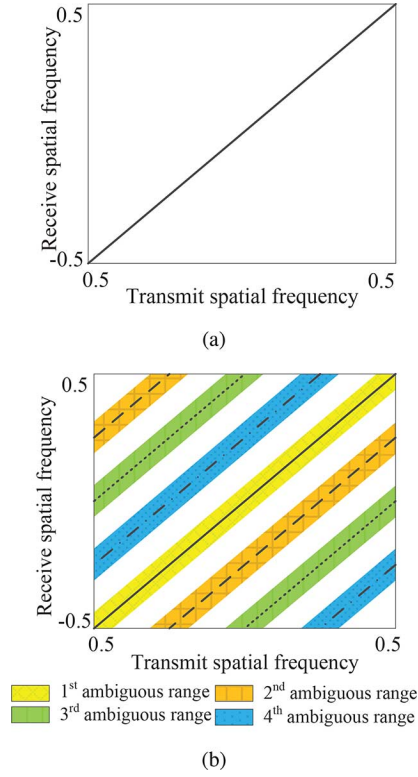 0.5
Receive spatial frequency
-0.5
0.5
0.5
Transmit spatial frequency
(a)
0.5
Receive spatial frequency
-0.5
0.5
0.5
Transmit spatial frequency
1st ambiguous range
2nd ambiguous range
3rd ambiguous range
4th ambiguous range
(b)